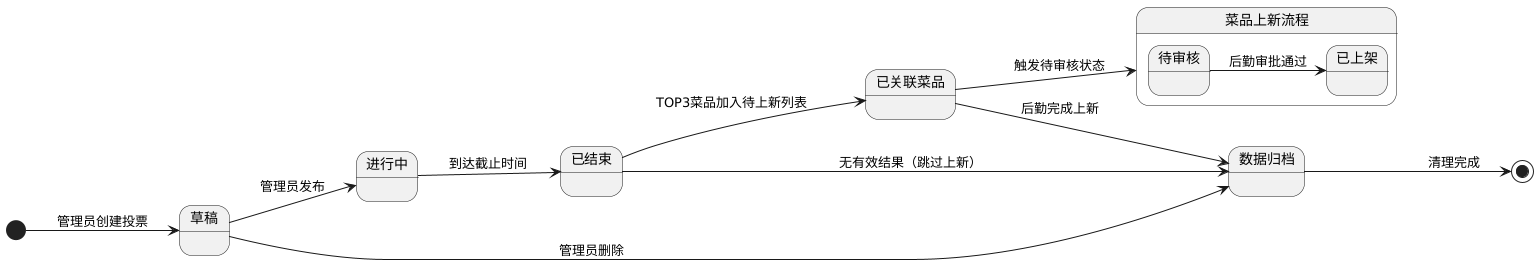 菜品上新流程
待审核
后勤审批通过
已上架
触发待审核状态
已关联菜品
TOP3菜品加入待上新列表
后勤完成上新
进行中
到达截止时间
已结束
无有效结果（跳过上新）
数据归档
清理完成
管理员发布
管理员创建投票
草稿
管理员删除